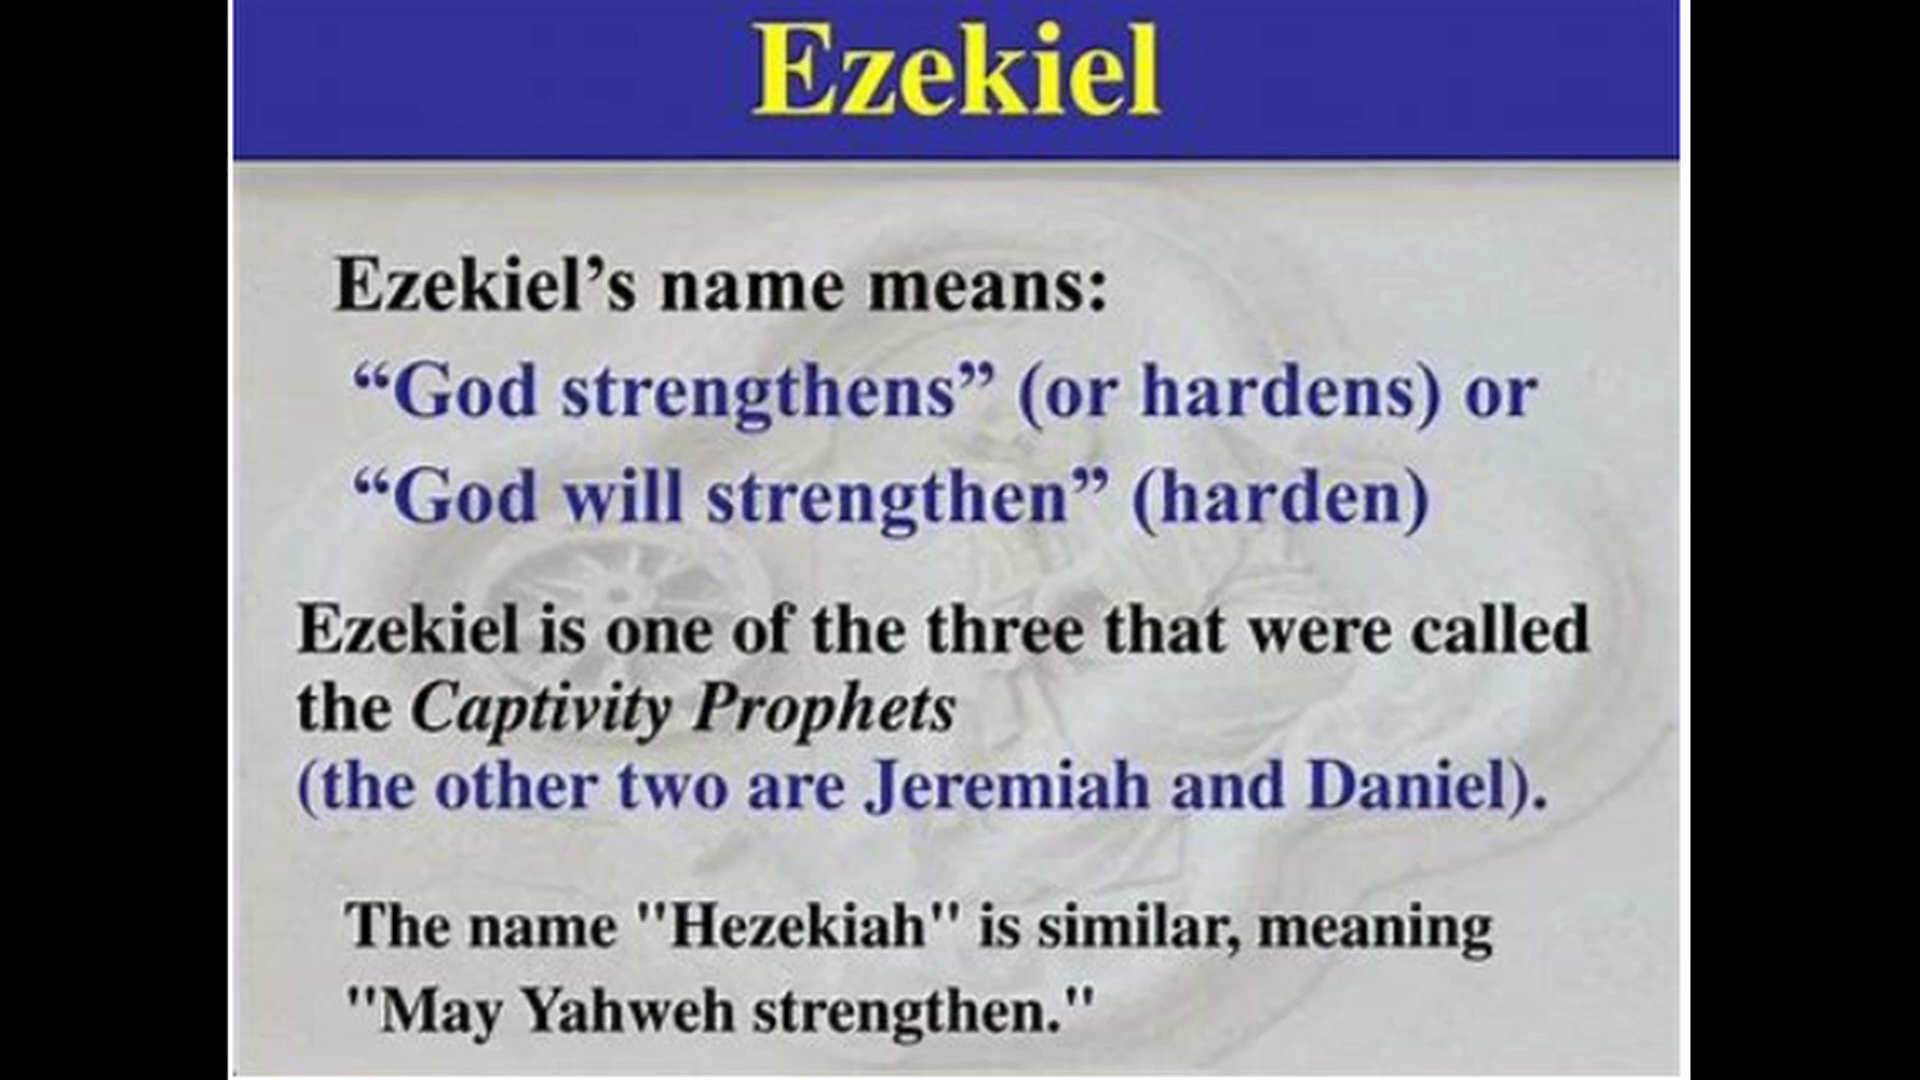 Ezekiel
Ezekiel’s name means:
“God strengthens” (or hardens) or
“God will strengthen” (harden)
Ezekiel is one of the three that were called
the Captivity Prophets
(the other two are Jeremiah and Daniel).
The name "Hezekiah" is similar, meaning
"May Yahweh strengthen."